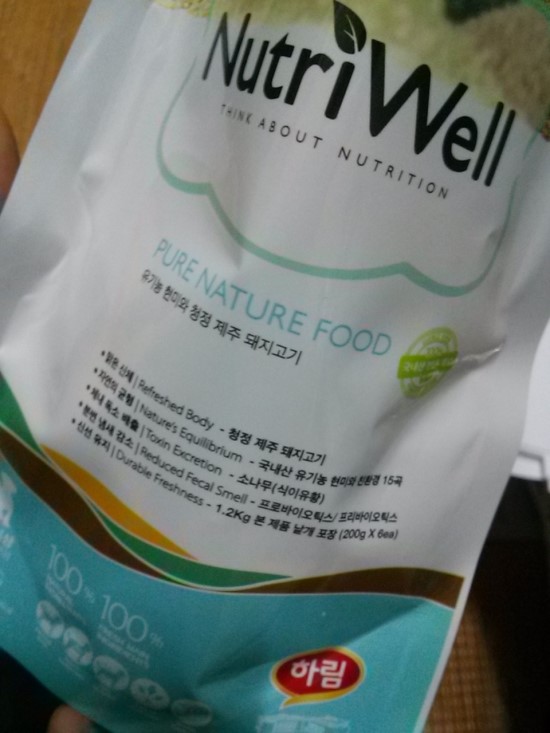 NutriWell
THINK ABOUT NUTRITION
PURE NATURE FOOD
유기농 현미와 청정 제주 돼지고기
• 맑은 신체 | Refreshed Body - 청정 제주 돼지고기
• 자연의 균형 | Nature's Equilibrium - 국내산 유기농 현미와 친환경 15곡
• 체내 독소 배출 | Toxin Excretion - 소나무(식이유황)
• 분변 냄새 감소 | Reduced Fecal Smell - 프로바이오틱스/ 프리바이오틱스
• 신선 유지 | Durable Freshness - 1.2Kg 본 제품 낱개 포장 (200g X 6ea)
100% 100%
하림